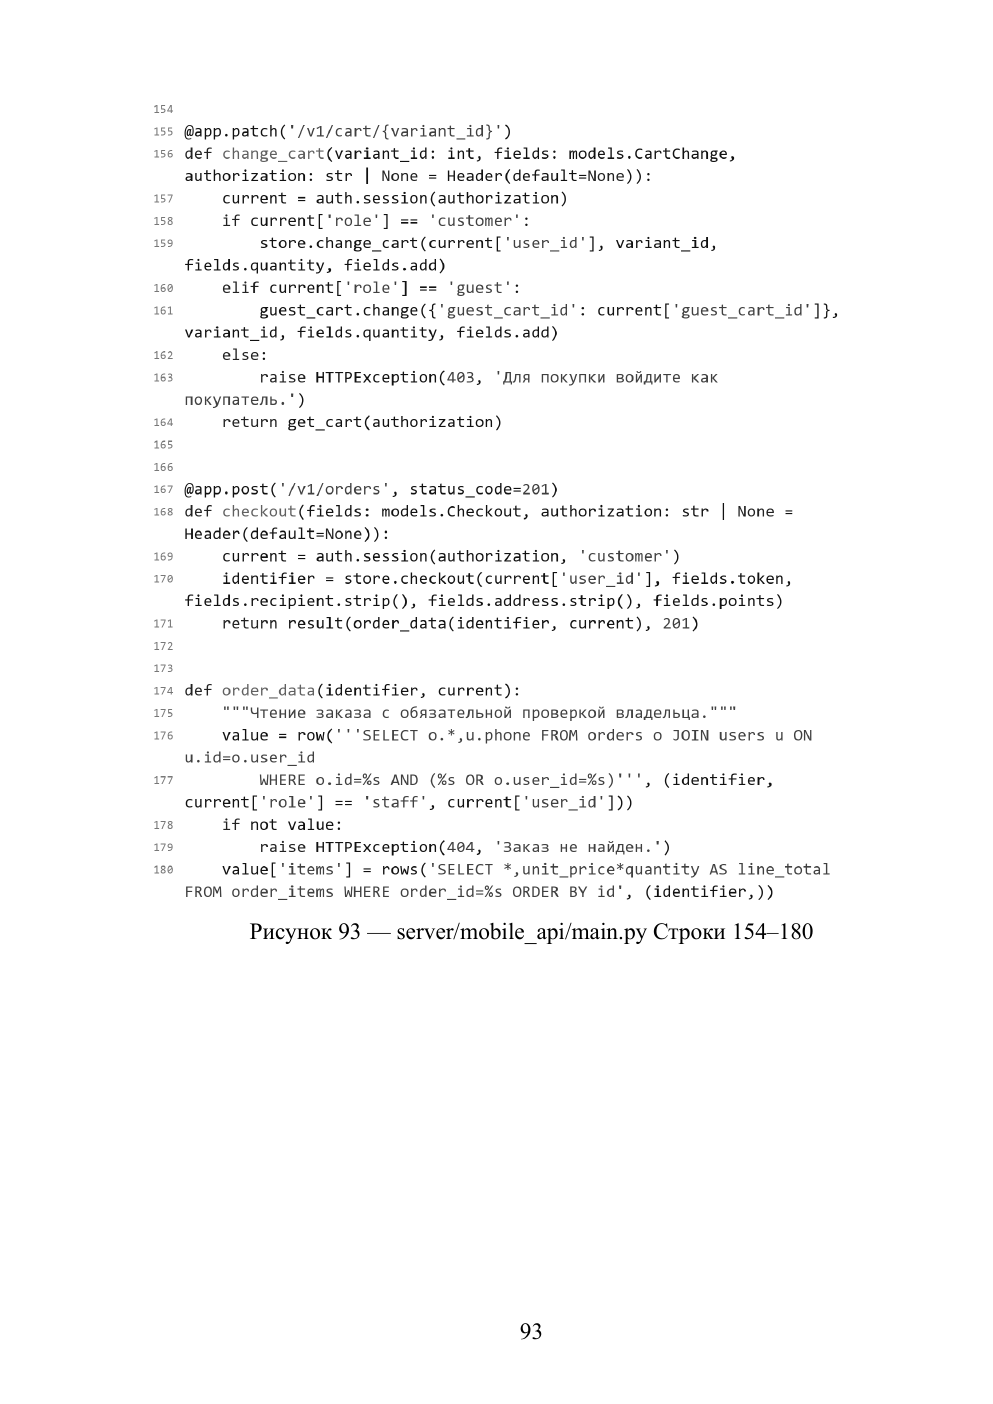 154
155 @app.patch('/v1/cart/{variant_id}')
156 def change_cart(variant_id: int, fields: models.CartChange,
authorization: str | None = Header(default=None)):
157     current = auth.session(authorization)
158     if current['role'] == 'customer':
159         store.change_cart(current['user_id'], variant_id,
fields.quantity, fields.add)
160     elif current['role'] == 'guest':
161         guest_cart.change({'guest_cart_id': current['guest_cart_id']},
variant_id, fields.quantity, fields.add)
162     else:
163         raise HTTPException(403, 'Для покупки войдите как
покупатель.')
164     return get_cart(authorization)
165
166
167 @app.post('/v1/orders', status_code=201)
168 def checkout(fields: models.Checkout, authorization: str | None =
Header(default=None)):
169     current = auth.session(authorization, 'customer')
170     identifier = store.checkout(current['user_id'], fields.token,
fields.recipient.strip(), fields.address.strip(), fields.points)
171     return result(order_data(identifier, current), 201)
172
173
174 def order_data(identifier, current):
175     """Чтение заказа с обязательной проверкой владельца."""
176     value = row('''SELECT o.*,u.phone FROM orders o JOIN users u ON
u.id=o.user_id
177         WHERE o.id=%s AND (%s OR o.user_id=%s)''', (identifier,
current['role'] == 'staff', current['user_id']))
178     if not value:
179         raise HTTPException(404, 'Заказ не найден.')
180     value['items'] = rows('SELECT *,unit_price*quantity AS line_total
FROM order_items WHERE order_id=%s ORDER BY id', (identifier,))
Рисунок 93 — server/mobile_api/main.py Строки 154–180
93